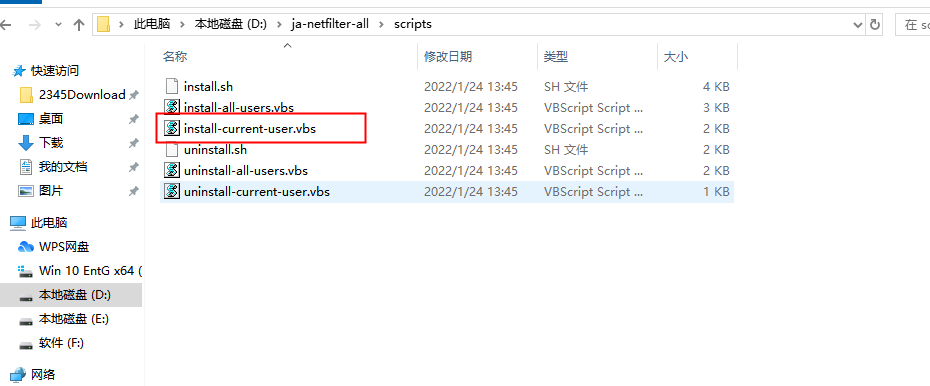 此电脑 > 本地磁盘 (D:) > ja-netfilter-all > scripts
在 sc
名称 修改日期 类型 大小
快速访问
2345Download
桌面
下载
我的文档
图片
此电脑
WPS网盘
Win 10 EntG x64 (
本地磁盘 (D:)
本地磁盘 (E:)
软件 (F:)
网络
install.sh 2022/1/24 13:45 SH 文件 4 KB
install-all-users.vbs 2022/1/24 13:45 VBScript Script ... 3 KB
install-current-user.vbs 2022/1/24 13:45 VBScript Script ... 2 KB
uninstall.sh 2022/1/24 13:45 SH 文件 2 KB
uninstall-all-users.vbs 2022/1/24 13:45 VBScript Script ... 2 KB
uninstall-current-user.vbs 2022/1/24 13:45 VBScript Script ... 1 KB